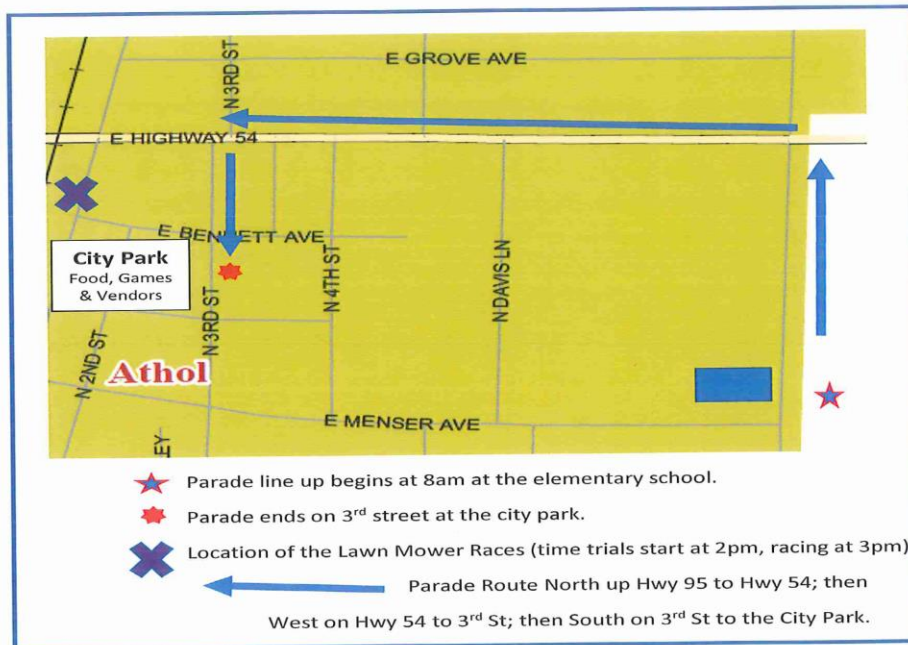 E GROVE AVE
N 3RD ST
E HIGHWAY 54
E BENNETT AVE
City Park
Food, Games
& Vendors
N 4TH ST
N DAVIS LN
N 3RD ST
N 2ND ST
Athol
E MENSER AVE
LEY
Parade line up begins at 8am at the elementary school.
Parade ends on 3rd street at the city park.
Location of the Lawn Mower Races (time trials start at 2pm, racing at 3pm)
Parade Route North up Hwy 95 to Hwy 54; then
West on Hwy 54 to 3rd St; then South on 3rd St to the City Park.